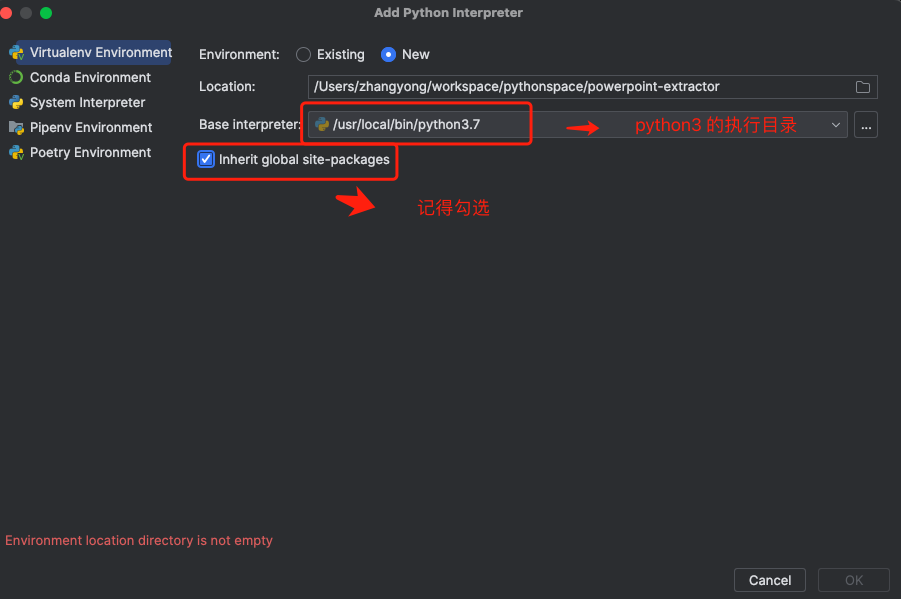 Add Python Interpreter
Virtualenv Environment
Conda Environment
System Interpreter
Pipenv Environment
Poetry Environment
Environment: Existing New
Location: /Users/zhangyong/workspace/pythonspace/powerpoint-extractor
Base interpreter: /usr/local/bin/python3.7 python3 的执行目录 ...
Inherit global site-packages
记得勾选
Environment location directory is not empty
Cancel OK